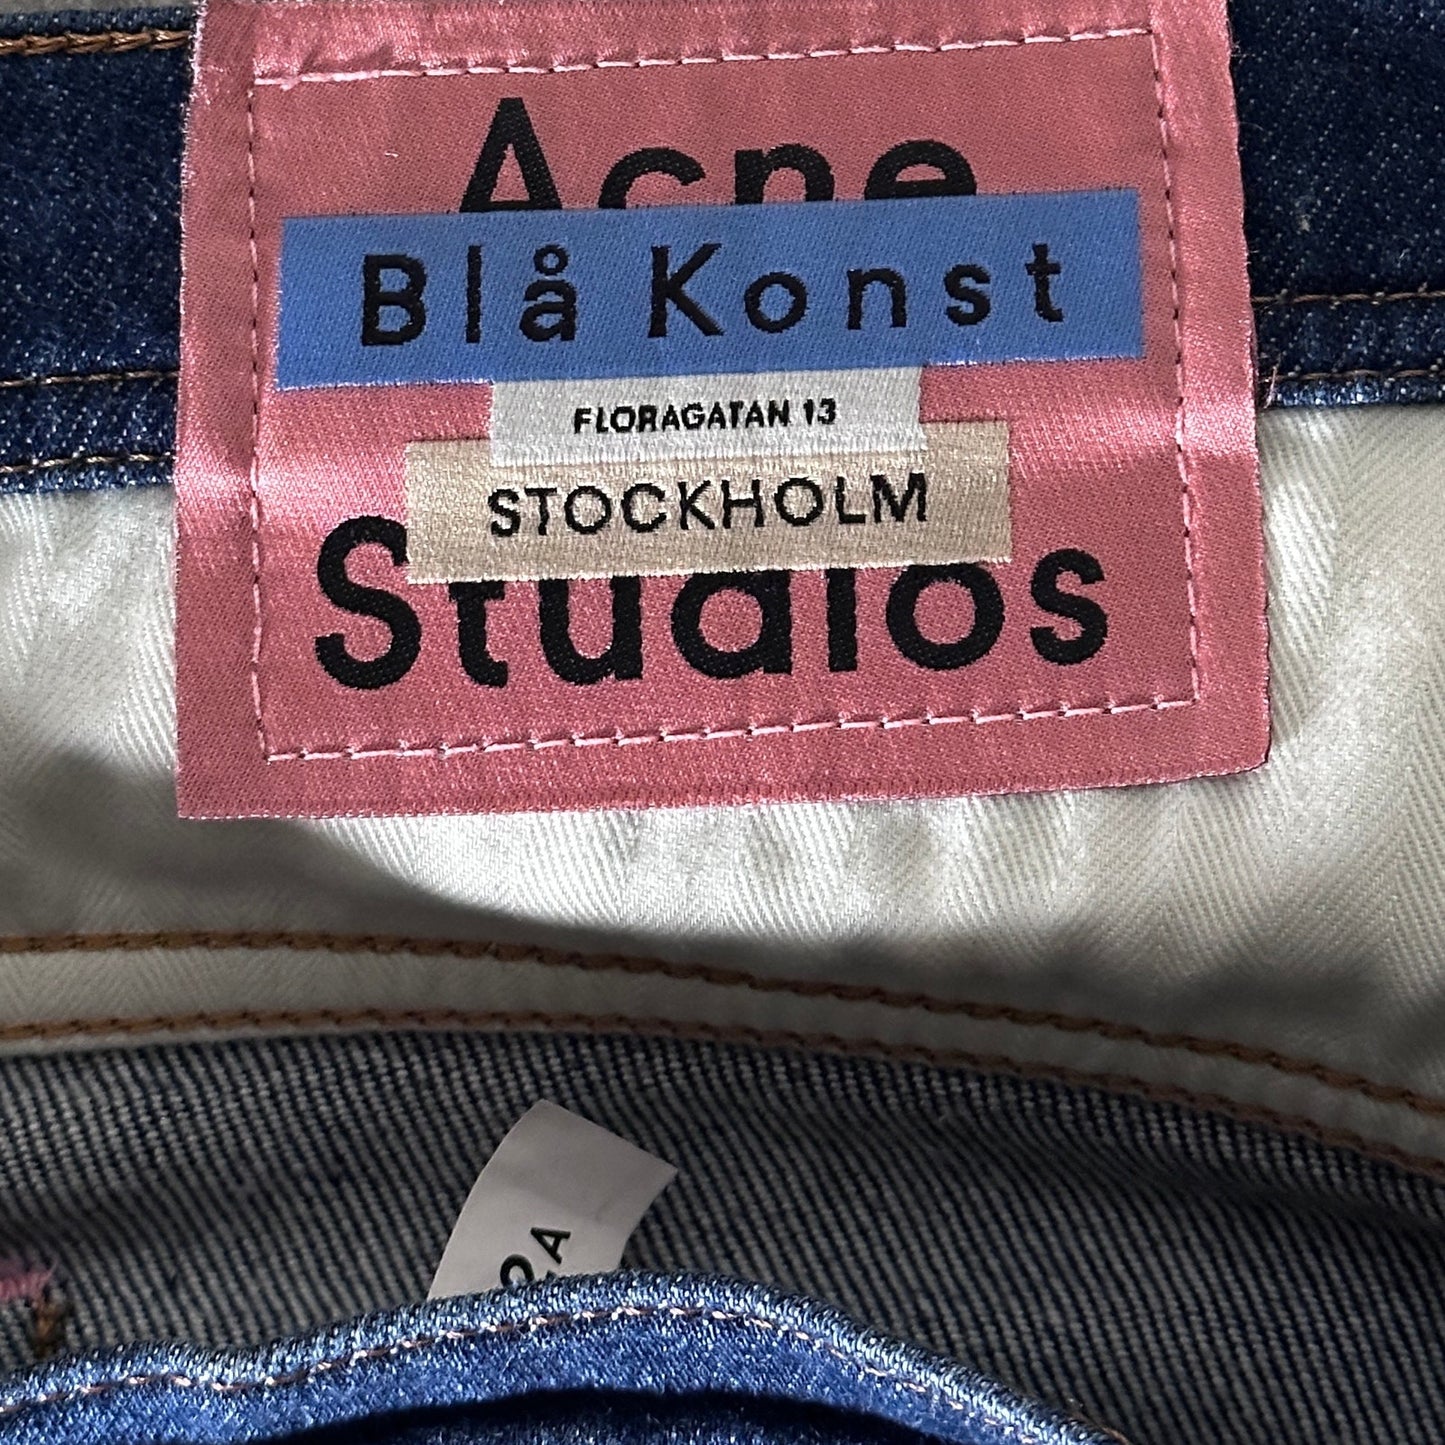 Acne
Blå Konst
FLORAGATAN 13
STOCKHOLM
Studios